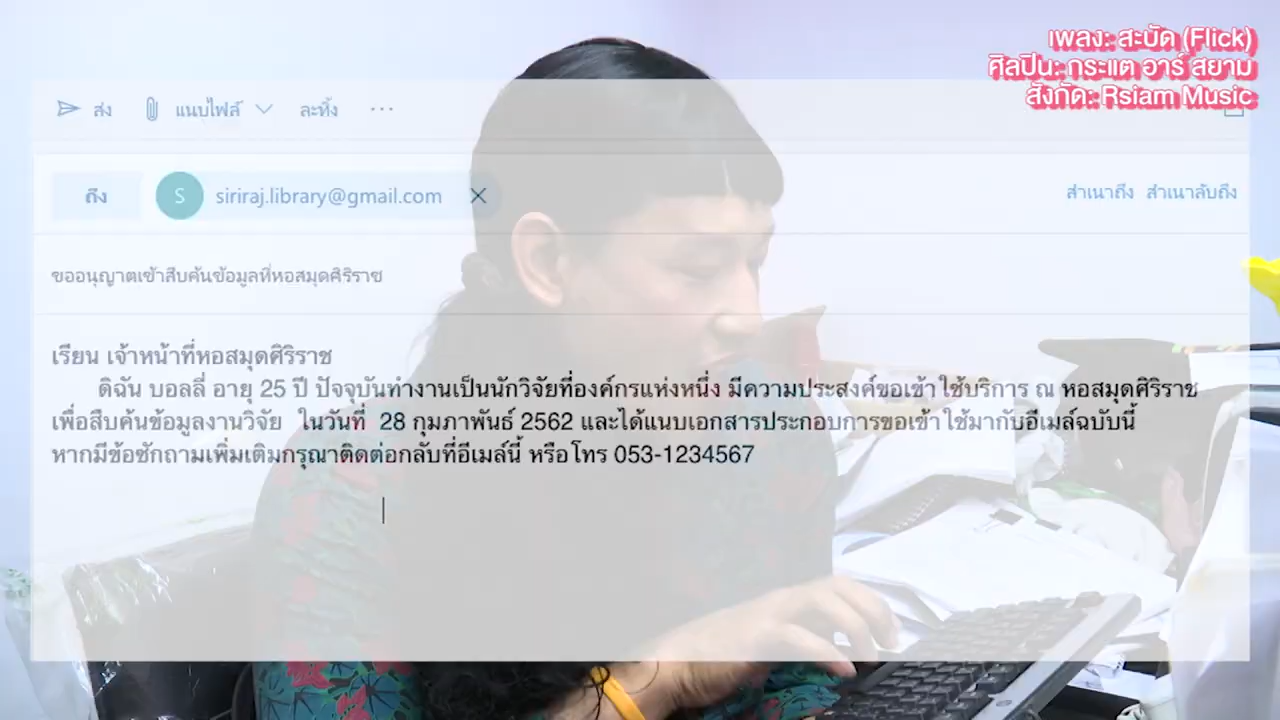 เพลง: สะบัด (Flick)
ศิลปิน: กระแต อาร์ สยาม
สังกัด: Rsiam Music
ส่ง แนบไฟล์ ละทิ้ง ...
ถึง S siriraj.library@gmail.com สำเนาถึง สำเนาลับถึง
ขออนุญาตเข้าสืบค้นข้อมูลที่หอสมุดศิริราช
เรียน เจ้าหน้าที่หอสมุดศิริราช
ดิฉัน บอลลี่ อายุ 25 ปี ปัจจุบันทำงานเป็นนักวิจัยที่องค์กรแห่งหนึ่ง มีความประสงค์ขอเข้าใช้บริการ ณ หอสมุดศิริราช
เพื่อสืบค้นข้อมูลงานวิจัย ในวันที่ 28 กุมภาพันธ์ 2562 และได้แนบเอกสารประกอบการขอเข้าใช้มากับอีเมล์ฉบับนี้
หากมีข้อซักถามเพิ่มเติมกรุณาติดต่อกลับที่อีเมล์นี้ หรือโทร 053-1234567